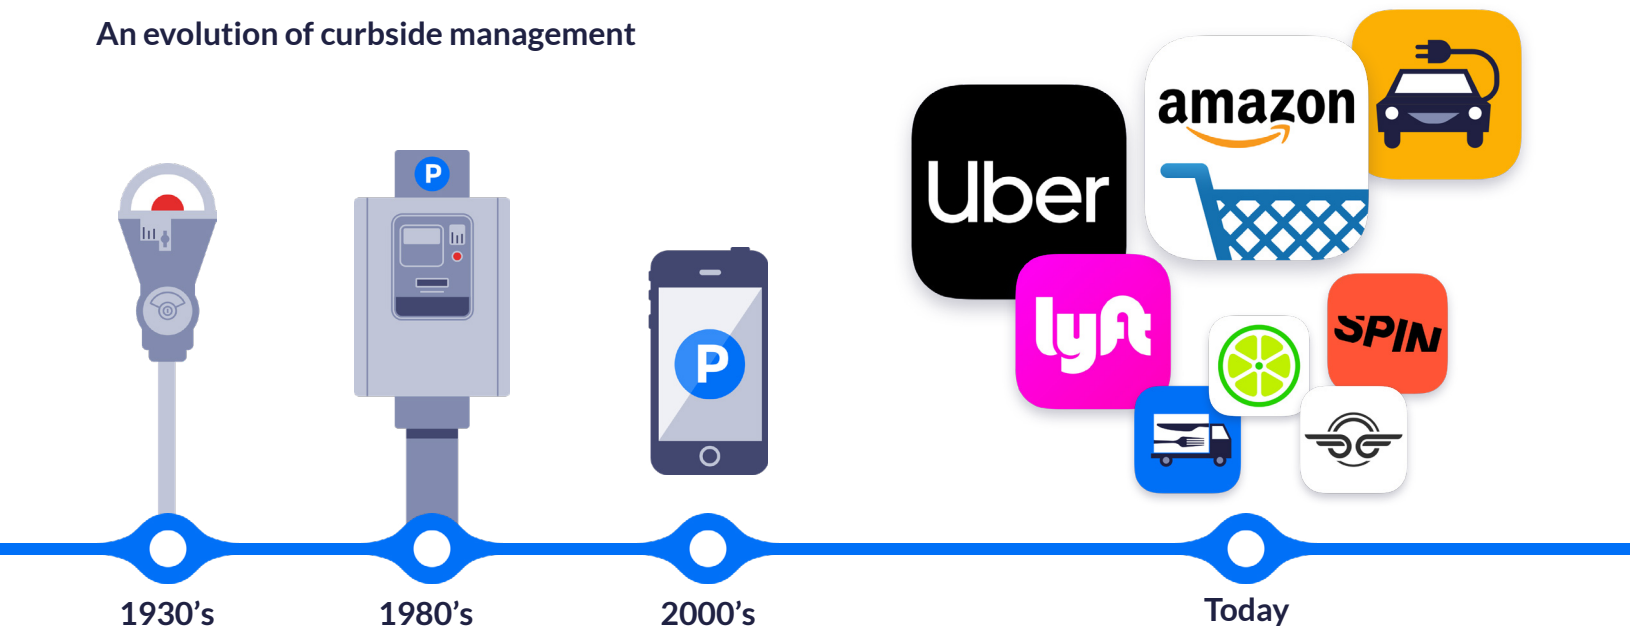 An evolution of curbside management
P
P
Uber
amazon
lyft
SPIN
1930’s
1980’s
2000’s
Today